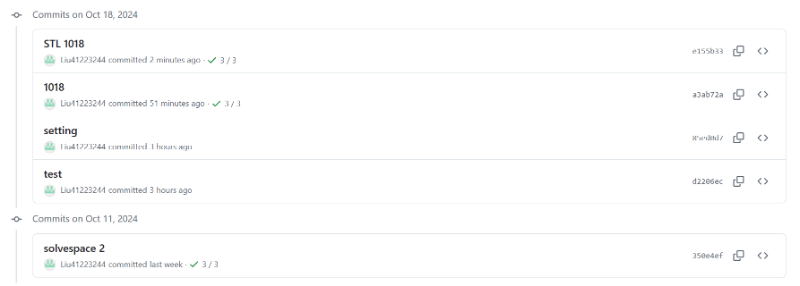 Commits on Oct 18, 2024
STL 1018
Liu41223244 committed 2 minutes ago · ✓ 3 / 3
e155b33
1018
Liu41223244 committed 51 minutes ago · ✓ 3 / 3
a3ab72a
setting
Liu41223244 committed 3 hours ago
test
Liu41223244 committed 3 hours ago
d2206ec
Commits on Oct 11, 2024
solvespace 2
Liu41223244 committed last week · ✓ 3 / 3
350e4ef